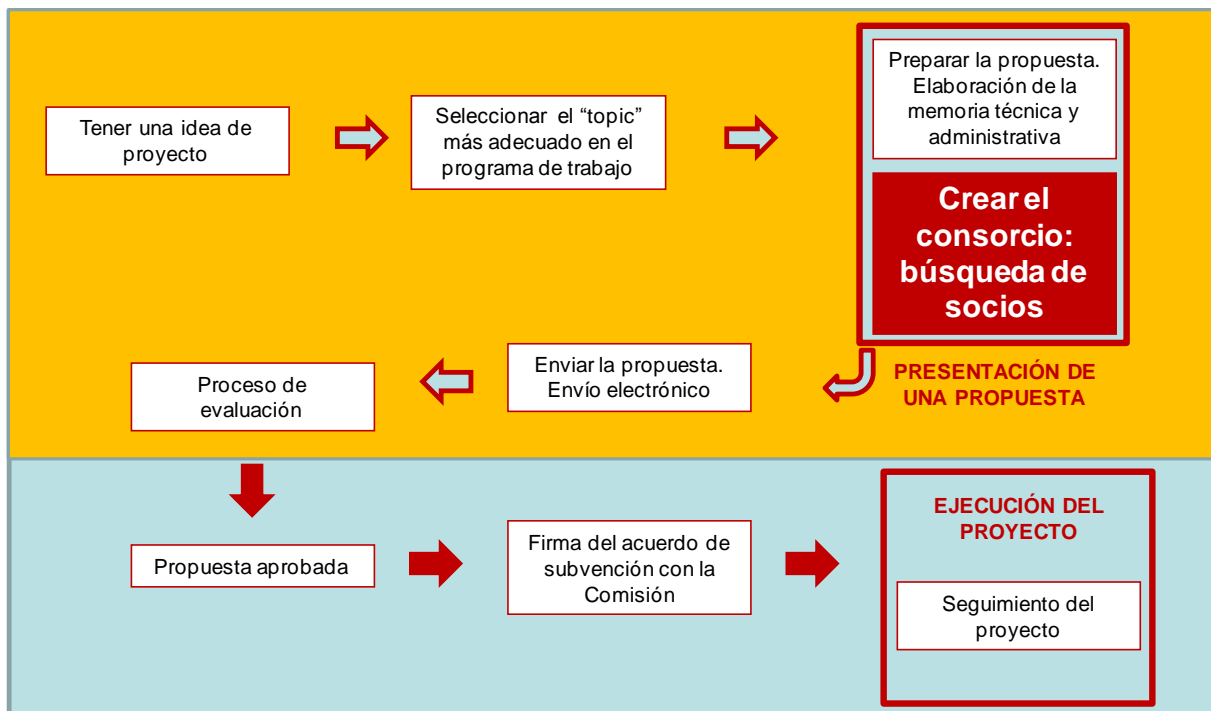 Tener una idea de
proyecto
Seleccionar el “topic”
más adecuado en el
programa de trabajo
Preparar la propuesta.
Elaboración de la
memoria técnica y
administrativa
Crear el
consorcio:
búsqueda de
socios
PRESENTACIÓN DE
UNA PROPUESTA
Enviar la propuesta.
Envío electrónico
Proceso de
evaluación
Propuesta aprobada
Firma del acuerdo de
subvención con la
Comisión
EJECUCIÓN DEL
PROYECTO
Seguimiento del
proyecto